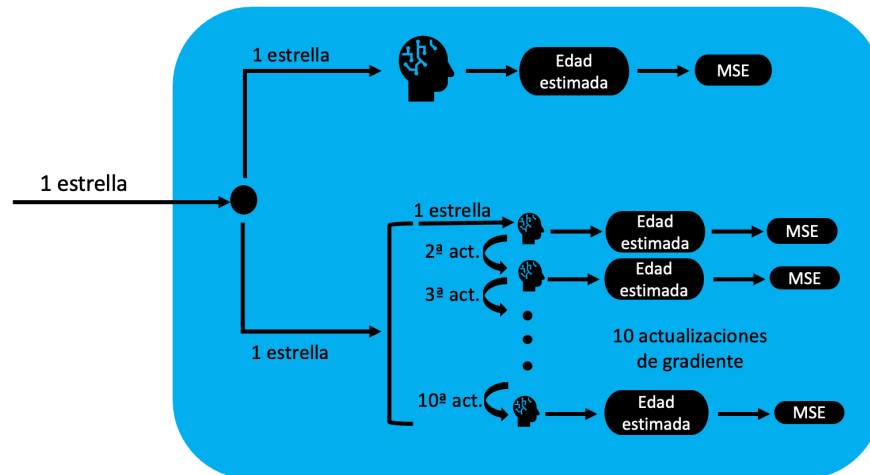 1 estrella
Edad
estimada
MSE
1 estrella
1 estrella
Edad
estimada
MSE
2ª act.
Edad
estimada
MSE
3ª act.
1 estrella
10 actualizaciones
de gradiente
10ª act.
Edad
estimada
MSE